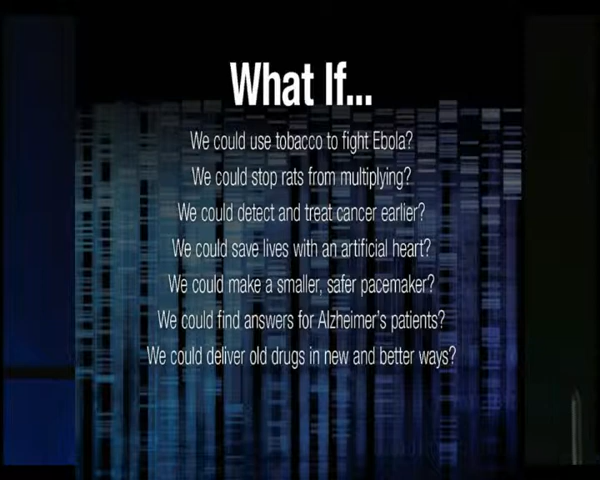 What If...
We could use tobacco to fight Ebola?
We could stop rats from multiplying?
We could detect and treat cancer earlier?
We could save lives with an artificial heart?
We could make a smaller, safer pacemaker?
We could find answers for Alzheimer's patients?
We could deliver old drugs in new and better ways?